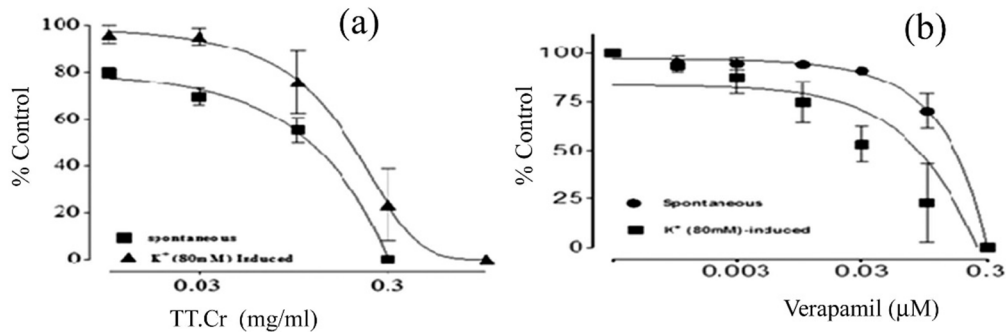 (a)
100
80
60
40
20
0
% Control
spontaneous
K+ (80mM) Induced
0.03
0.3
TT.Cr (mg/ml)
(b)
100
75
50
25
0
% Control
Spontaneous
K+ (80mM)-induced
0.003
0.03
0.3
Verapamil (μM)